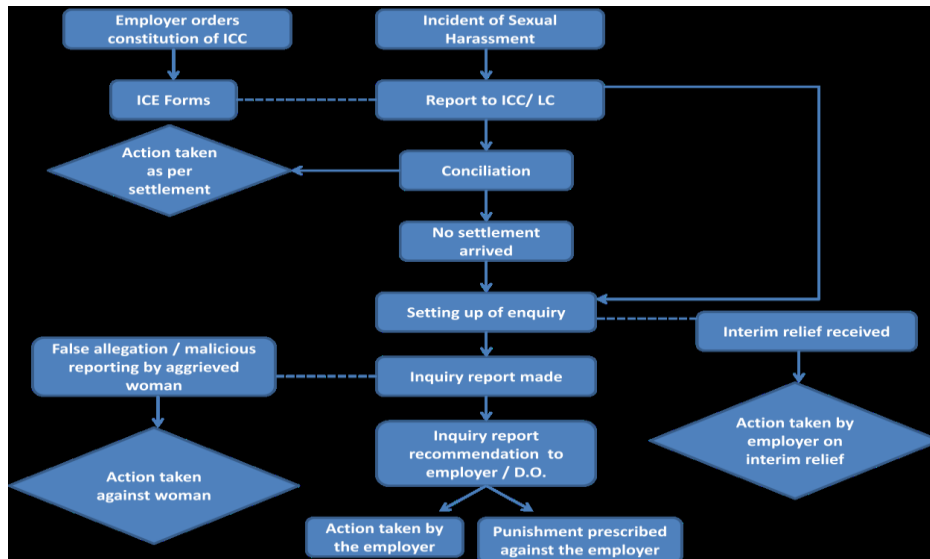 Employer orders
constitution of ICC
Incident of Sexual
Harassment
ICE Forms
Report to ICC/ LC
Action taken
as per
settlement
Conciliation
No settlement
arrived
Setting up of enquiry
Interim relief received
False allegation / malicious
reporting by aggrieved
woman
Inquiry report made
Action taken by
employer on
interim relief
Inquiry report
recommendation to
employer / D.O.
Action taken
against woman
Action taken by
the employer
Punishment prescribed
against the employer